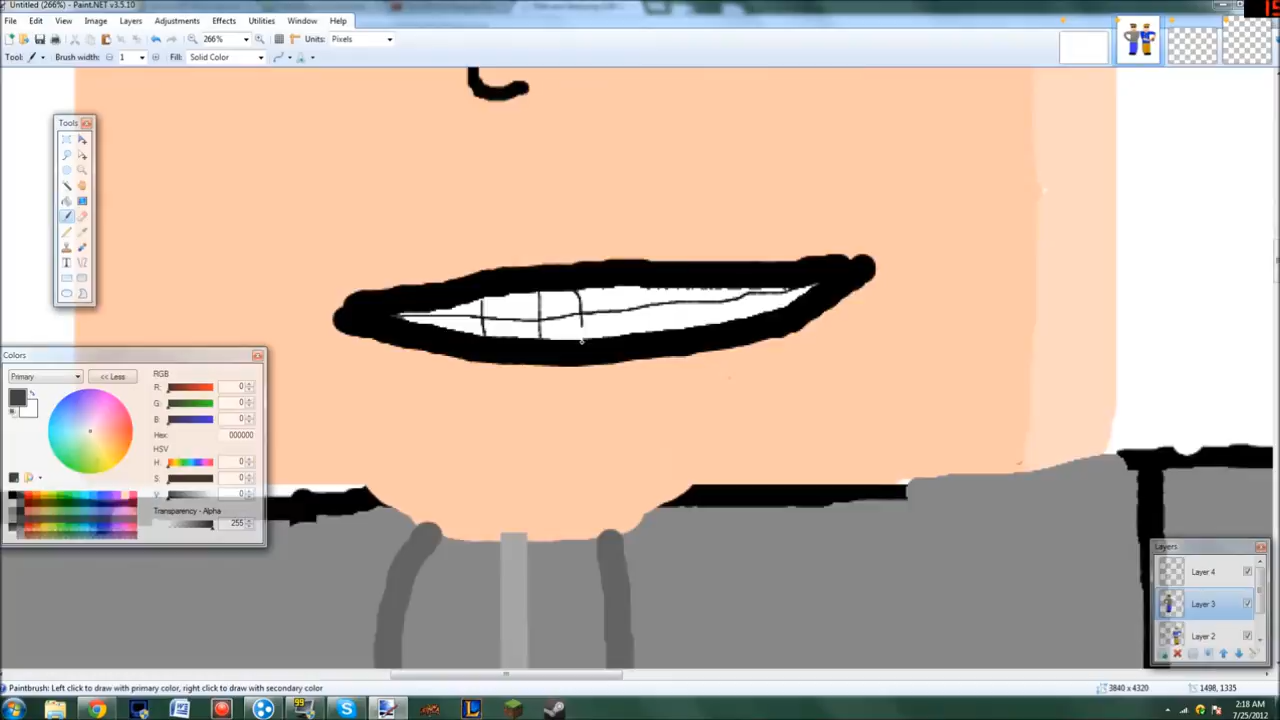 Untitled (266%) - Paint.NET v3.5.10
File Edit View Image Layers Adjustments Effects Utilities Window Help
266% Units: Pixels
Tool: Brush width: 1 Fill: Solid Color
Tools
Colors
Primary << Less RGB
R: 0
G: 0
B: 0
Hex: 000000
HSV
H: 0
S: 0
V: 0
Transparency - Alpha
255
Layers
Layer 4
Layer 3
Layer 2
Paintbrush: Left click to draw with primary color, right click to draw with secondary color 3840 x 4320 1498, 1118
99
2:18 AM
7/25/2012